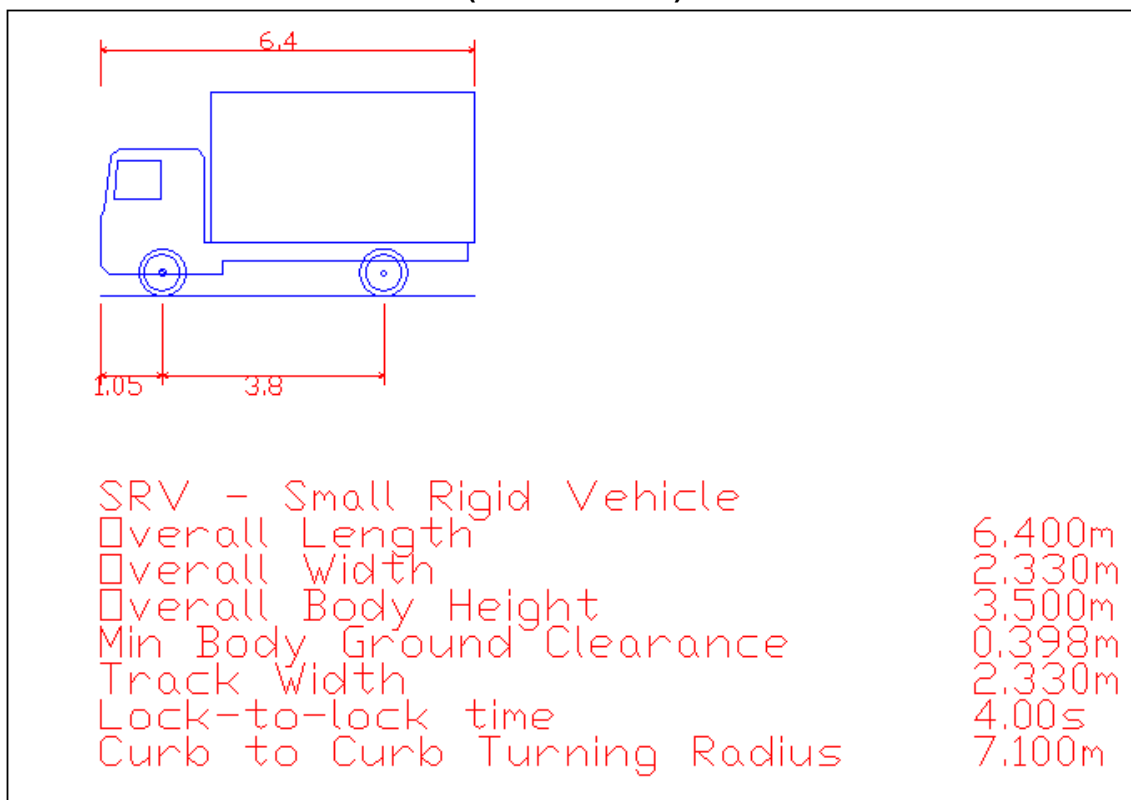 6.4
1.05 3.8
SRV - Small Rigid Vehicle
Overall Length 6.400m
Overall Width 2.330m
Overall Body Height 3.500m
Min Body Ground Clearance 0.398m
Track Width 2.330m
Lock-to-lock time 4.00s
Curb to Curb Turning Radius 7.100m